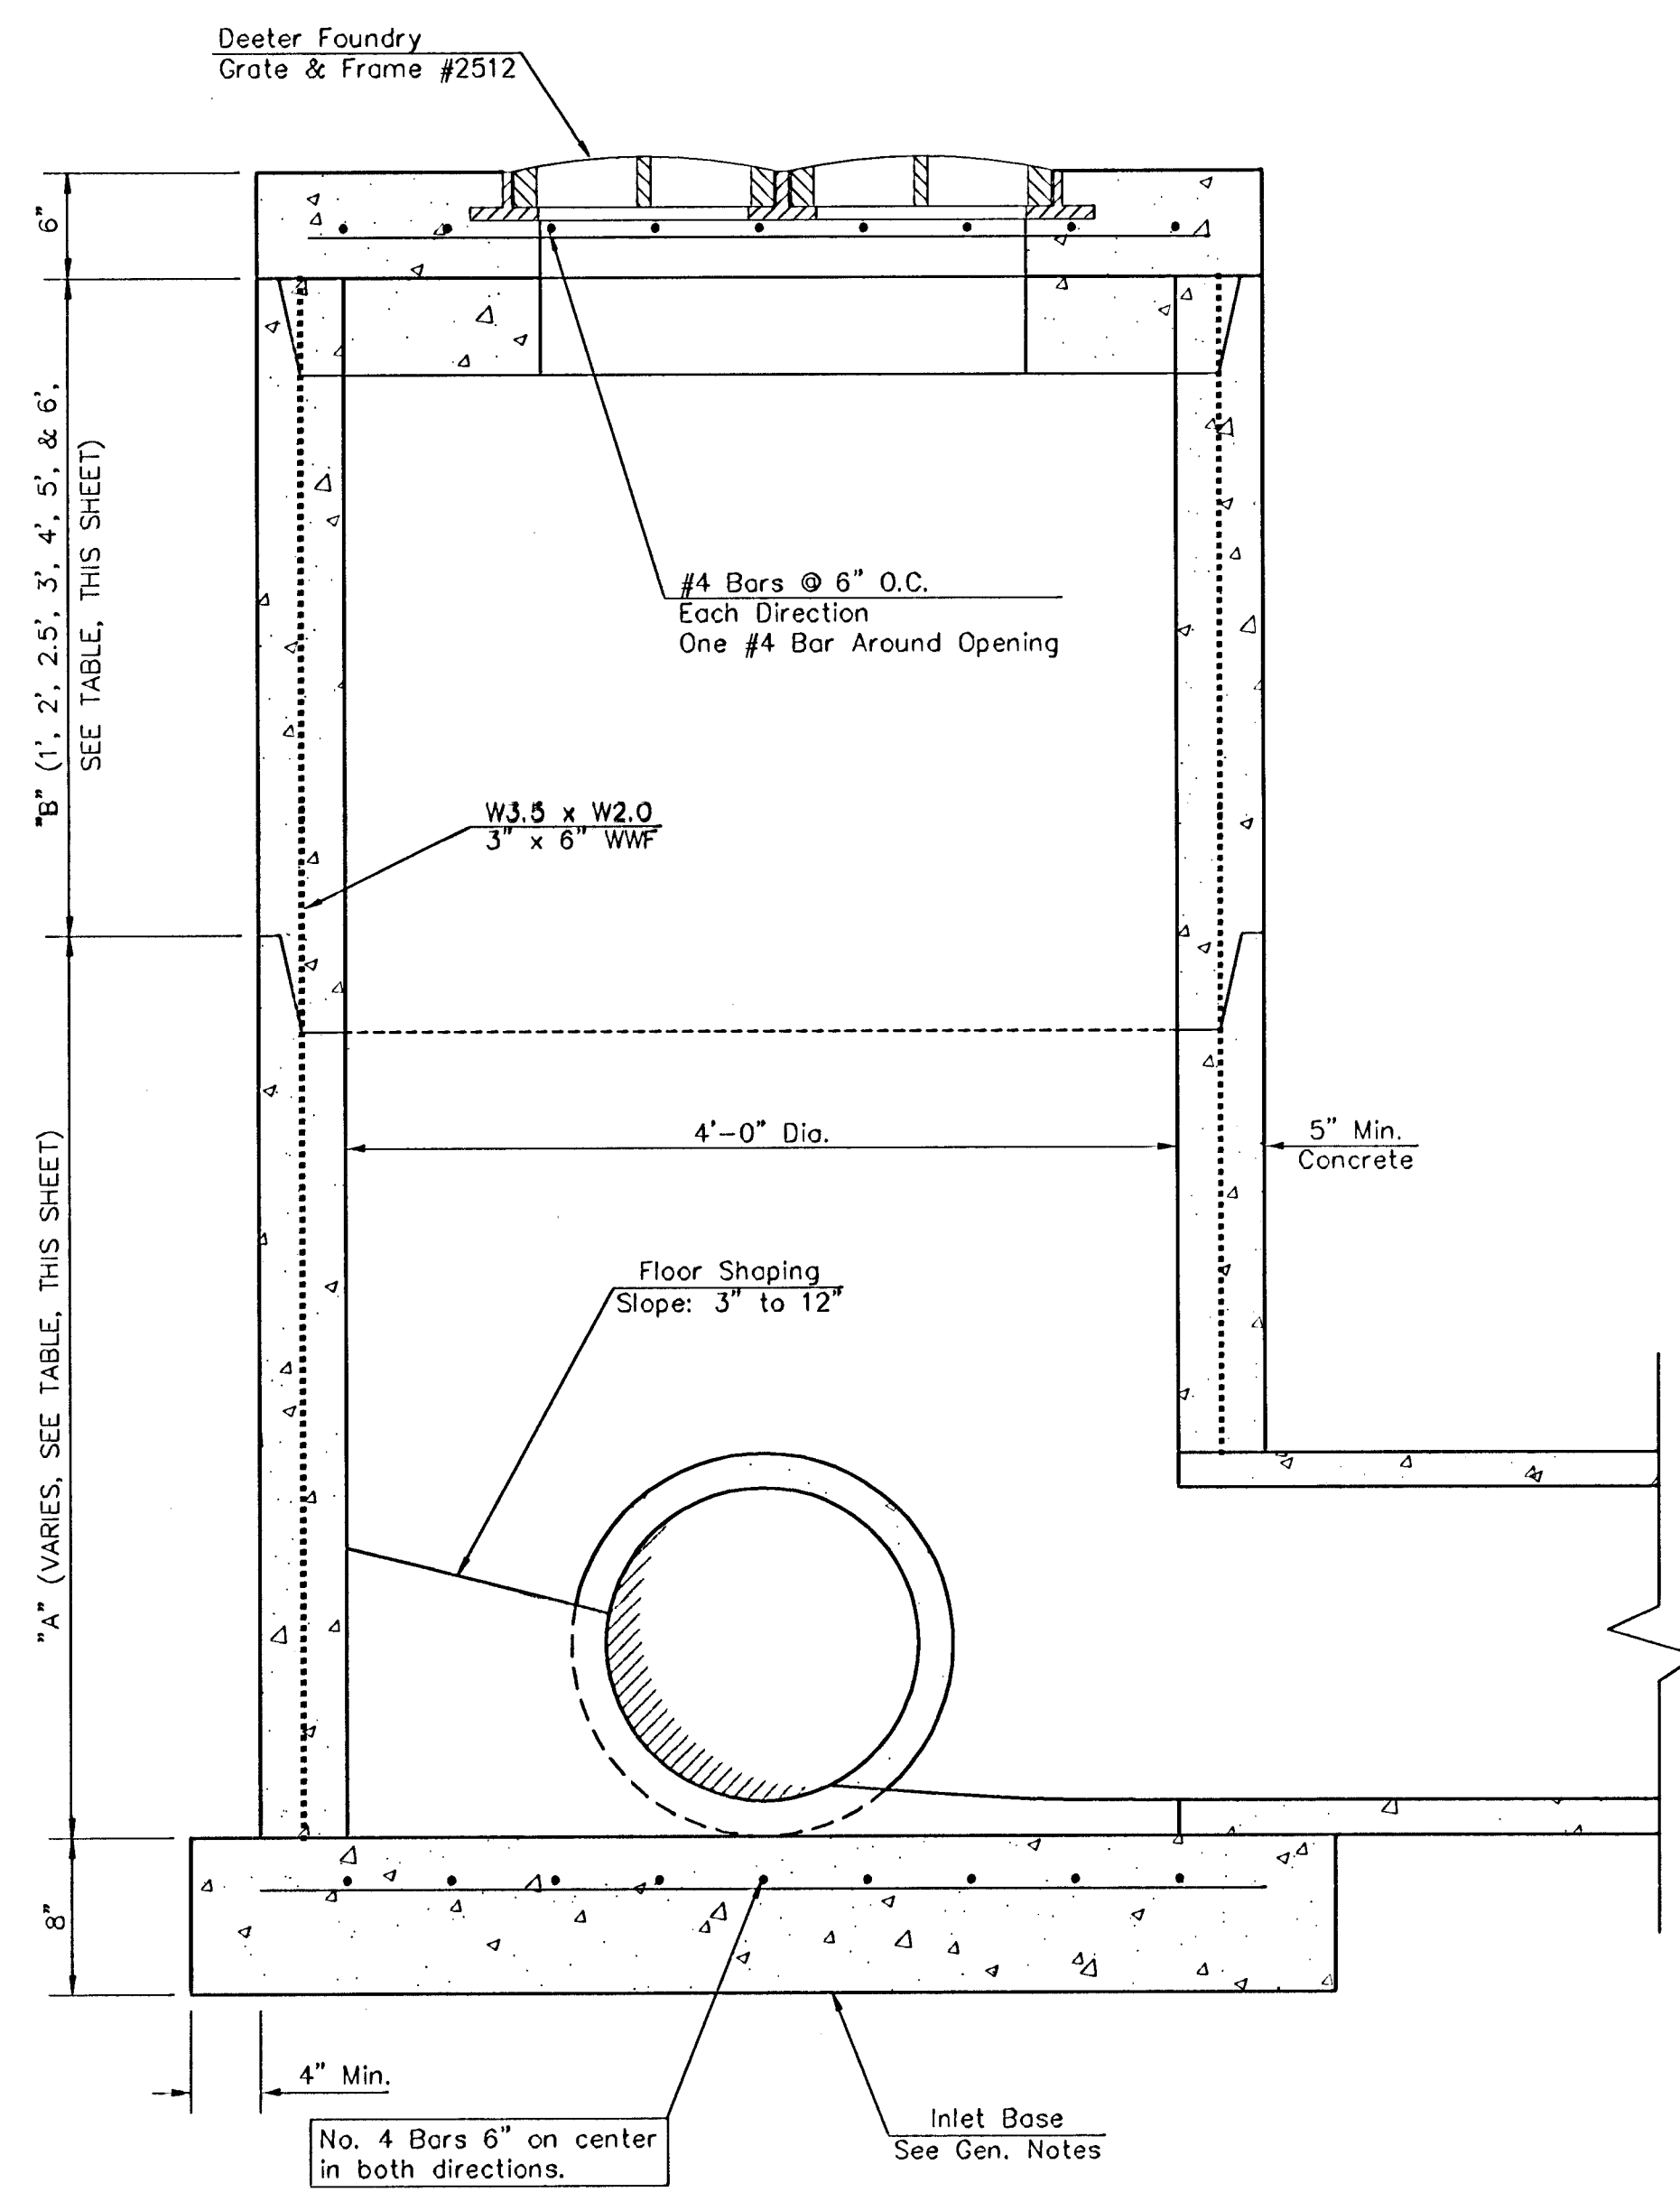 Deeter Foundry
Grate & Frame #2512
6"
"B" (1', 2', 2.5', 3', 4', 5', & 6',
SEE TABLE, THIS SHEET)
#4 Bars @ 6" O.C.
Each Direction
One #4 Bar Around Opening
W3.5 x W2.0
3" x 6" WWF
4'-0" Dia.
5" Min.
Concrete
"A" (VARIES, SEE TABLE, THIS SHEET)
Floor Shaping
Slope: 3" to 12"
8"
4" Min.
No. 4 Bars 6" on center
in both directions.
Inlet Base
See Gen. Notes